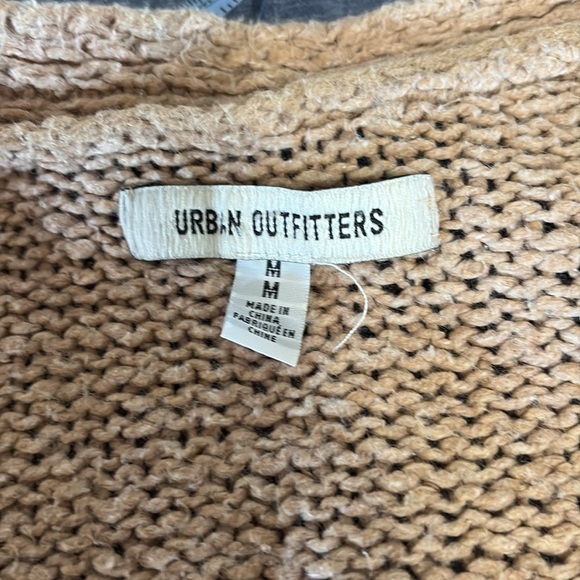 URBAN OUTFITTERS
M
M
MADE IN
CHINA
FABRIQUÉ EN
CHINE